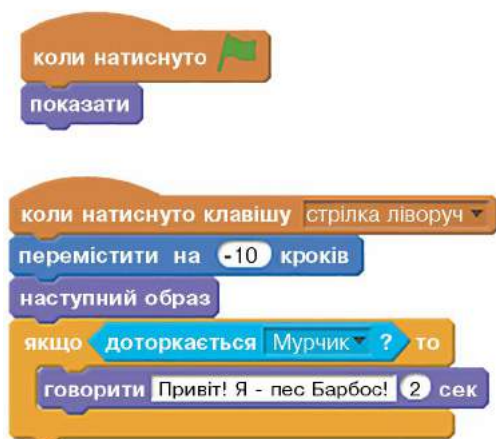 коли натиснуто
показати
коли натиснуто клавішу стрілка ліворуч
перемістити на -10 кроків
наступний образ
якщо доторкається Мурчик ? то
говорити Привіт! Я - пес Барбос! 2 сек